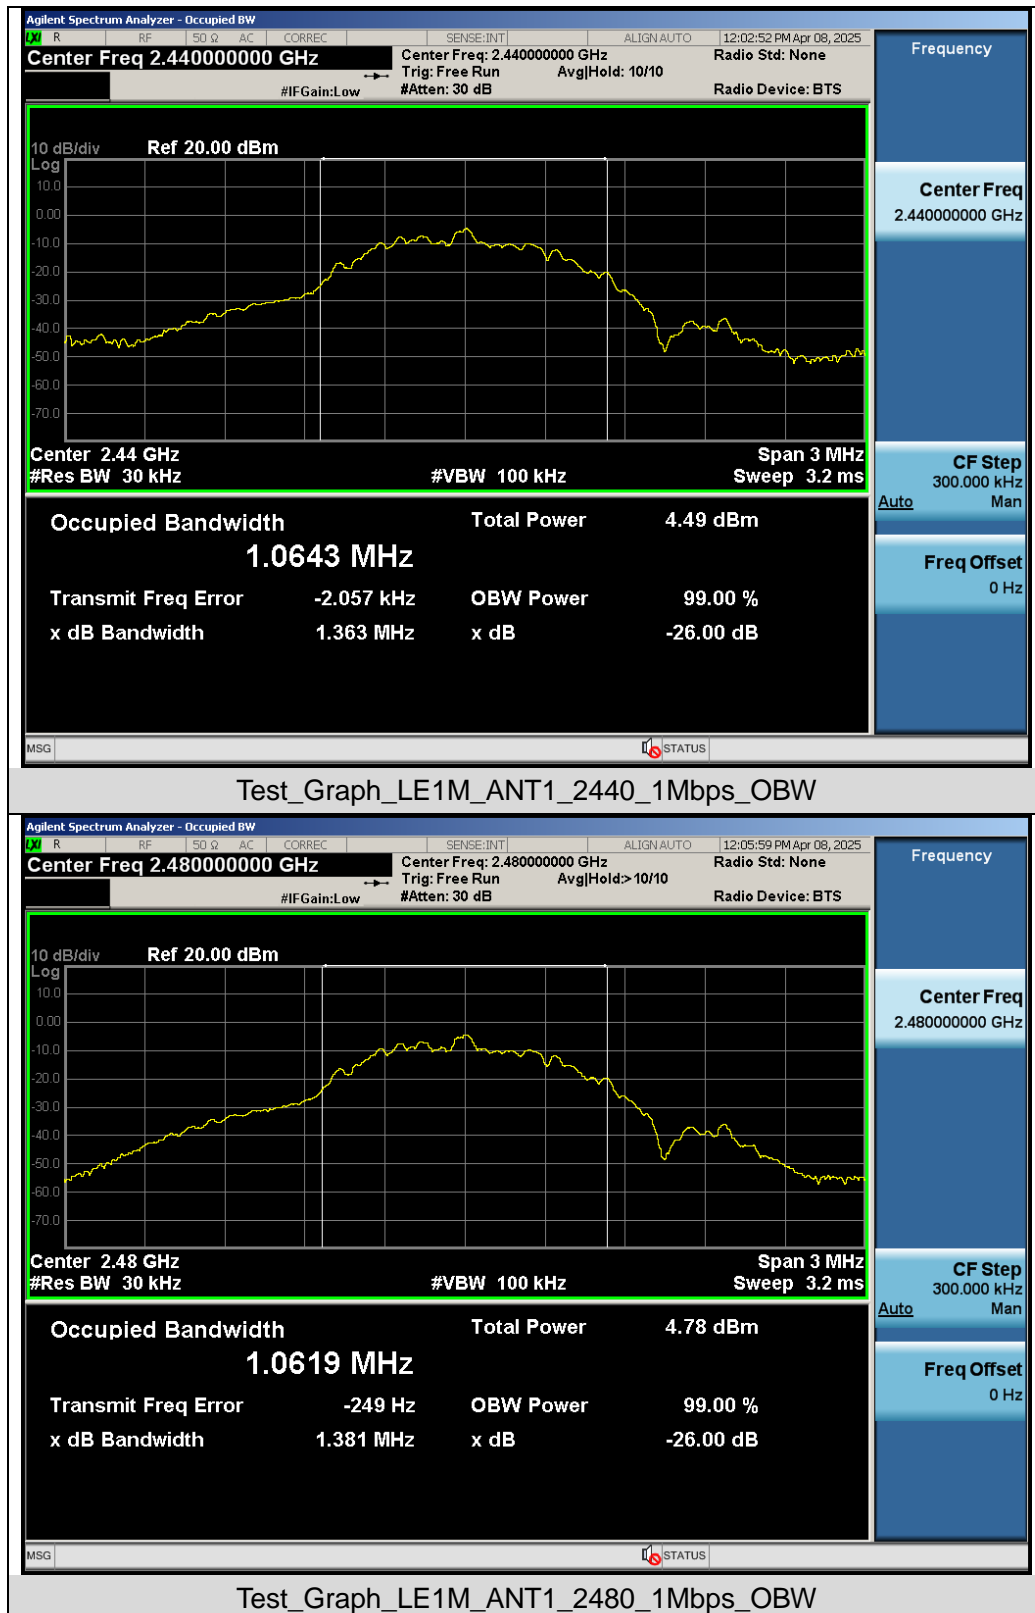 Agilent Spectrum Analyzer - Occupied BW
LXI R RF 50 Ω AC CORREC SENSE:INT ALIGN AUTO 12:02:52 PM Apr 08, 2025
Center Freq 2.440000000 GHz Center Freq: 2.440000000 GHz Radio Std: None
Trig: Free Run Avg|Hold: 10/10
#IFGain:Low #Atten: 30 dB Radio Device: BTS
10 dB/div Ref 20.00 dBm
Log
10.0
0.00
-10.0
-20.0
-30.0
-40.0
-50.0
-60.0
-70.0
Center 2.44 GHz Span 3 MHz
#Res BW 30 kHz #VBW 100 kHz Sweep 3.2 ms
Occupied Bandwidth Total Power 4.49 dBm
1.0643 MHz
Transmit Freq Error -2.057 kHz OBW Power 99.00 %
x dB Bandwidth 1.363 MHz x dB -26.00 dB
MSG STATUS
Frequency
Center Freq
2.440000000 GHz
CF Step
300.000 kHz
Auto Man
Freq Offset
0 Hz
Test_Graph_LE1M_ANT1_2440_1Mbps_OBW
Agilent Spectrum Analyzer - Occupied BW
LXI R RF 50 Ω AC CORREC SENSE:INT ALIGN AUTO 12:05:59 PM Apr 08, 2025
Center Freq 2.480000000 GHz Center Freq: 2.480000000 GHz Radio Std: None
Trig: Free Run Avg|Hold:>10/10
#IFGain:Low #Atten: 30 dB Radio Device: BTS
10 dB/div Ref 20.00 dBm
Log
10.0
0.00
-10.0
-20.0
-30.0
-40.0
-50.0
-60.0
-70.0
Center 2.48 GHz Span 3 MHz
#Res BW 30 kHz #VBW 100 kHz Sweep 3.2 ms
Occupied Bandwidth Total Power 4.78 dBm
1.0619 MHz
Transmit Freq Error -249 Hz OBW Power 99.00 %
x dB Bandwidth 1.381 MHz x dB -26.00 dB
MSG STATUS
Frequency
Center Freq
2.480000000 GHz
CF Step
300.000 kHz
Auto Man
Freq Offset
0 Hz
Test_Graph_LE1M_ANT1_2480_1Mbps_OBW